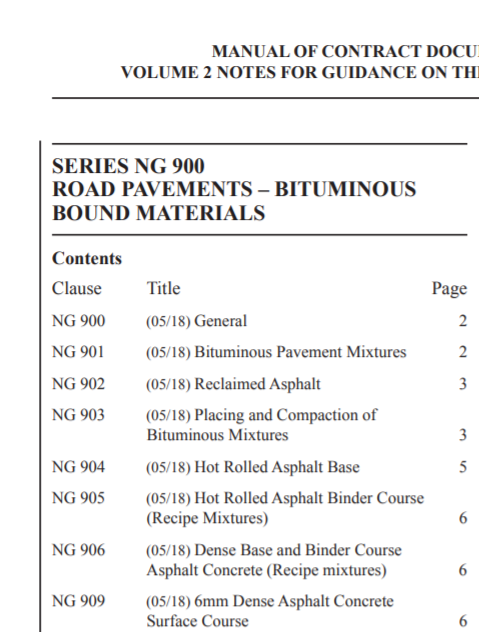 MANUAL OF CONTRACT DOCU
VOLUME 2 NOTES FOR GUIDANCE ON TH
SERIES NG 900
ROAD PAVEMENTS – BITUMINOUS
BOUND MATERIALS
Contents
Clause Title Page
NG 900 (05/18) General 2
NG 901 (05/18) Bituminous Pavement Mixtures 2
NG 902 (05/18) Reclaimed Asphalt 3
NG 903 (05/18) Placing and Compaction of
Bituminous Mixtures 3
NG 904 (05/18) Hot Rolled Asphalt Base 5
NG 905 (05/18) Hot Rolled Asphalt Binder Course
(Recipe Mixtures) 6
NG 906 (05/18) Dense Base and Binder Course
Asphalt Concrete (Recipe mixtures) 6
NG 909 (05/18) 6mm Dense Asphalt Concrete
Surface Course 6